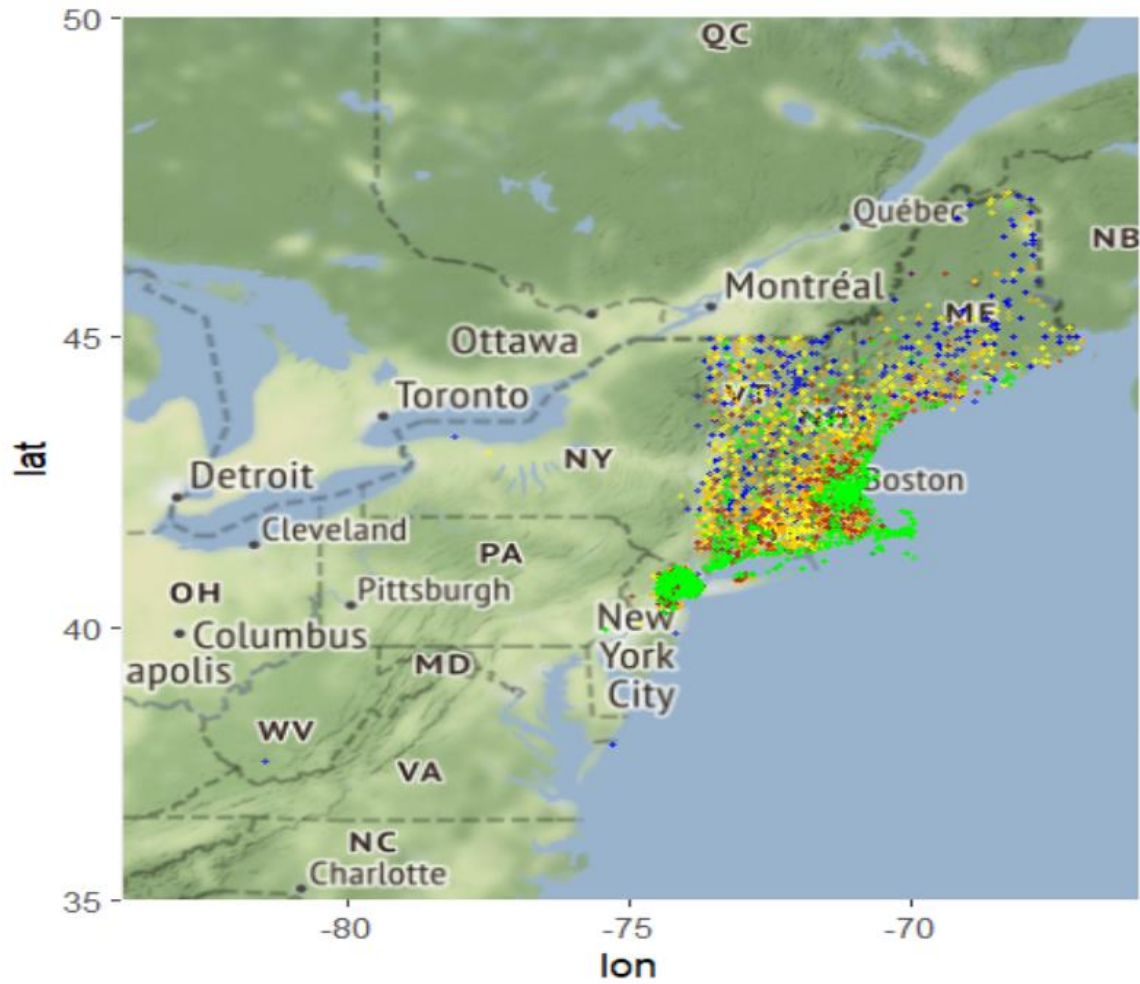 50
QC
Québec
NB
Montréal
ME
45
Ottawa
VT
Toronto
NH
lat
NY
Detroit
Boston
Cleveland
PA
OH
Pittsburgh
40
Columbus
New
York
City
apolis
MD
WV
VA
NC
Charlotte
35
-80
-75
-70
lon